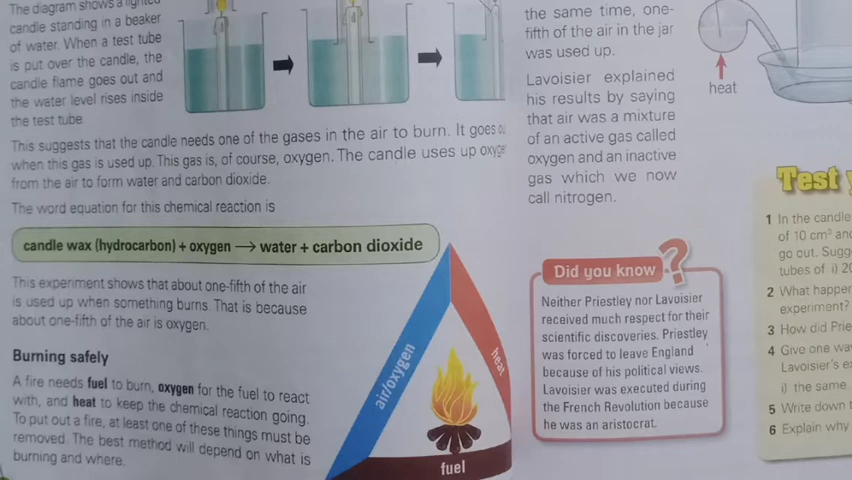 The diagram shows a lighted
candle standing in a beaker
of water. When a test tube
is put over the candle, the
candle flame goes out and
the water level rises inside
the test tube
This suggests that the candle needs one of the gases in the air to burn. It goes
when this gas is used up. This gas is, of course, oxygen. The candle uses up
from the air to form water and carbon dioxide.
The word equation for this chemical reaction is
candle wax (hydrocarbon) + oxygen → water + carbon dioxide
This experiment shows that about one-fifth of the air
is used up when something burns. That is because
about one-fifth of the air is oxygen.
Burning safely
A fire needs fuel to burn, oxygen for the fuel to react
with, and heat to keep the chemical reaction going.
To put out a fire, at least one of these things must be
removed. The best method will depend on what is
burning and where.
air/oxygen
heat
fuel
the same time, one-
fifth of the air in the jar
was used up.
Lavoisier explained
his results by saying
that air was a mixture
of an active gas called
oxygen and an inactive
gas which we now
call nitrogen.
heat
Did you know
?
Neither Priestley nor Lavoisier
received much respect for their
scientific discoveries. Priestley
was forced to leave England
because of his political views.
Lavoisier was executed during
the French Revolution because
he was an aristocrat.
Test
1 In the candle
of 10 cm³ and
go out. Sugg
tubes of i) 20
2 What happen
experiment?
3 How did Prie
4 Give one wa
Lavoisier's e
i) the same
5 Write down t
6 Explain why